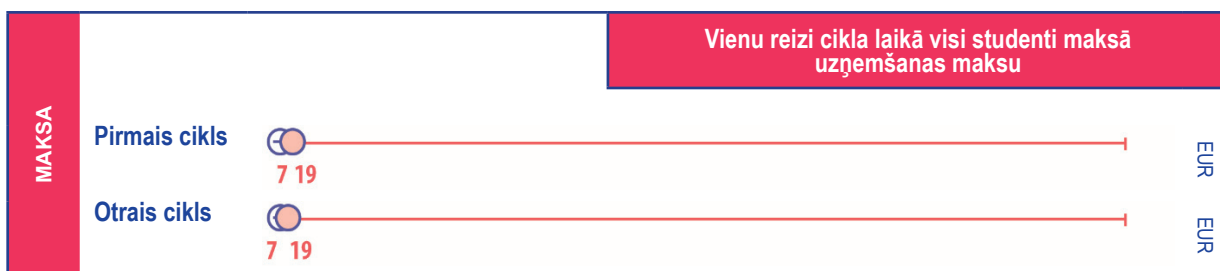 Vienu reizi cikla laikā visi studenti maksā
uzņemšanas maksu
MAKSA
Pirmais cikls
7 19
EUR
Otrais cikls
7 19
EUR